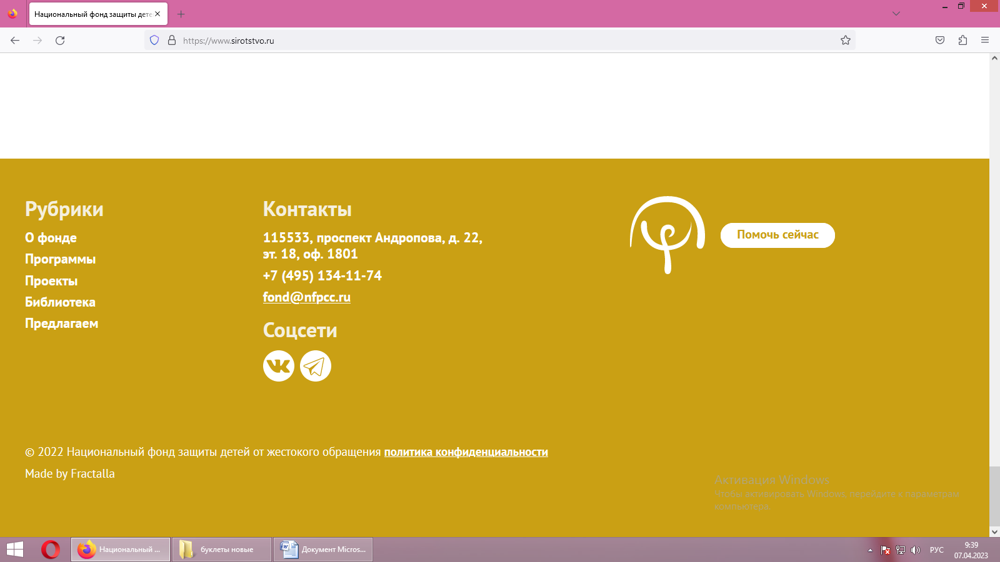 Национальный фонд защиты дете
https://www.sirotstvo.ru
Рубрики
О фонде
Программы
Проекты
Библиотека
Предлагаем
Контакты
115533, проспект Андропова, д. 22,
эт. 18, оф. 1801
+7 (495) 134-11-74
fond@nfpcc.ru
Соцсети
Помочь сейчас
© 2022 Национальный фонд защиты детей от жестокого обращения политика конфиденциальности
Made by Fractalla
Активация Windows
Чтобы активировать Windows, перейдите к параметрам
компьютера.
Национальный ...
буклеты новые
Документ Micros...
РУС
9:39
07.04.2023